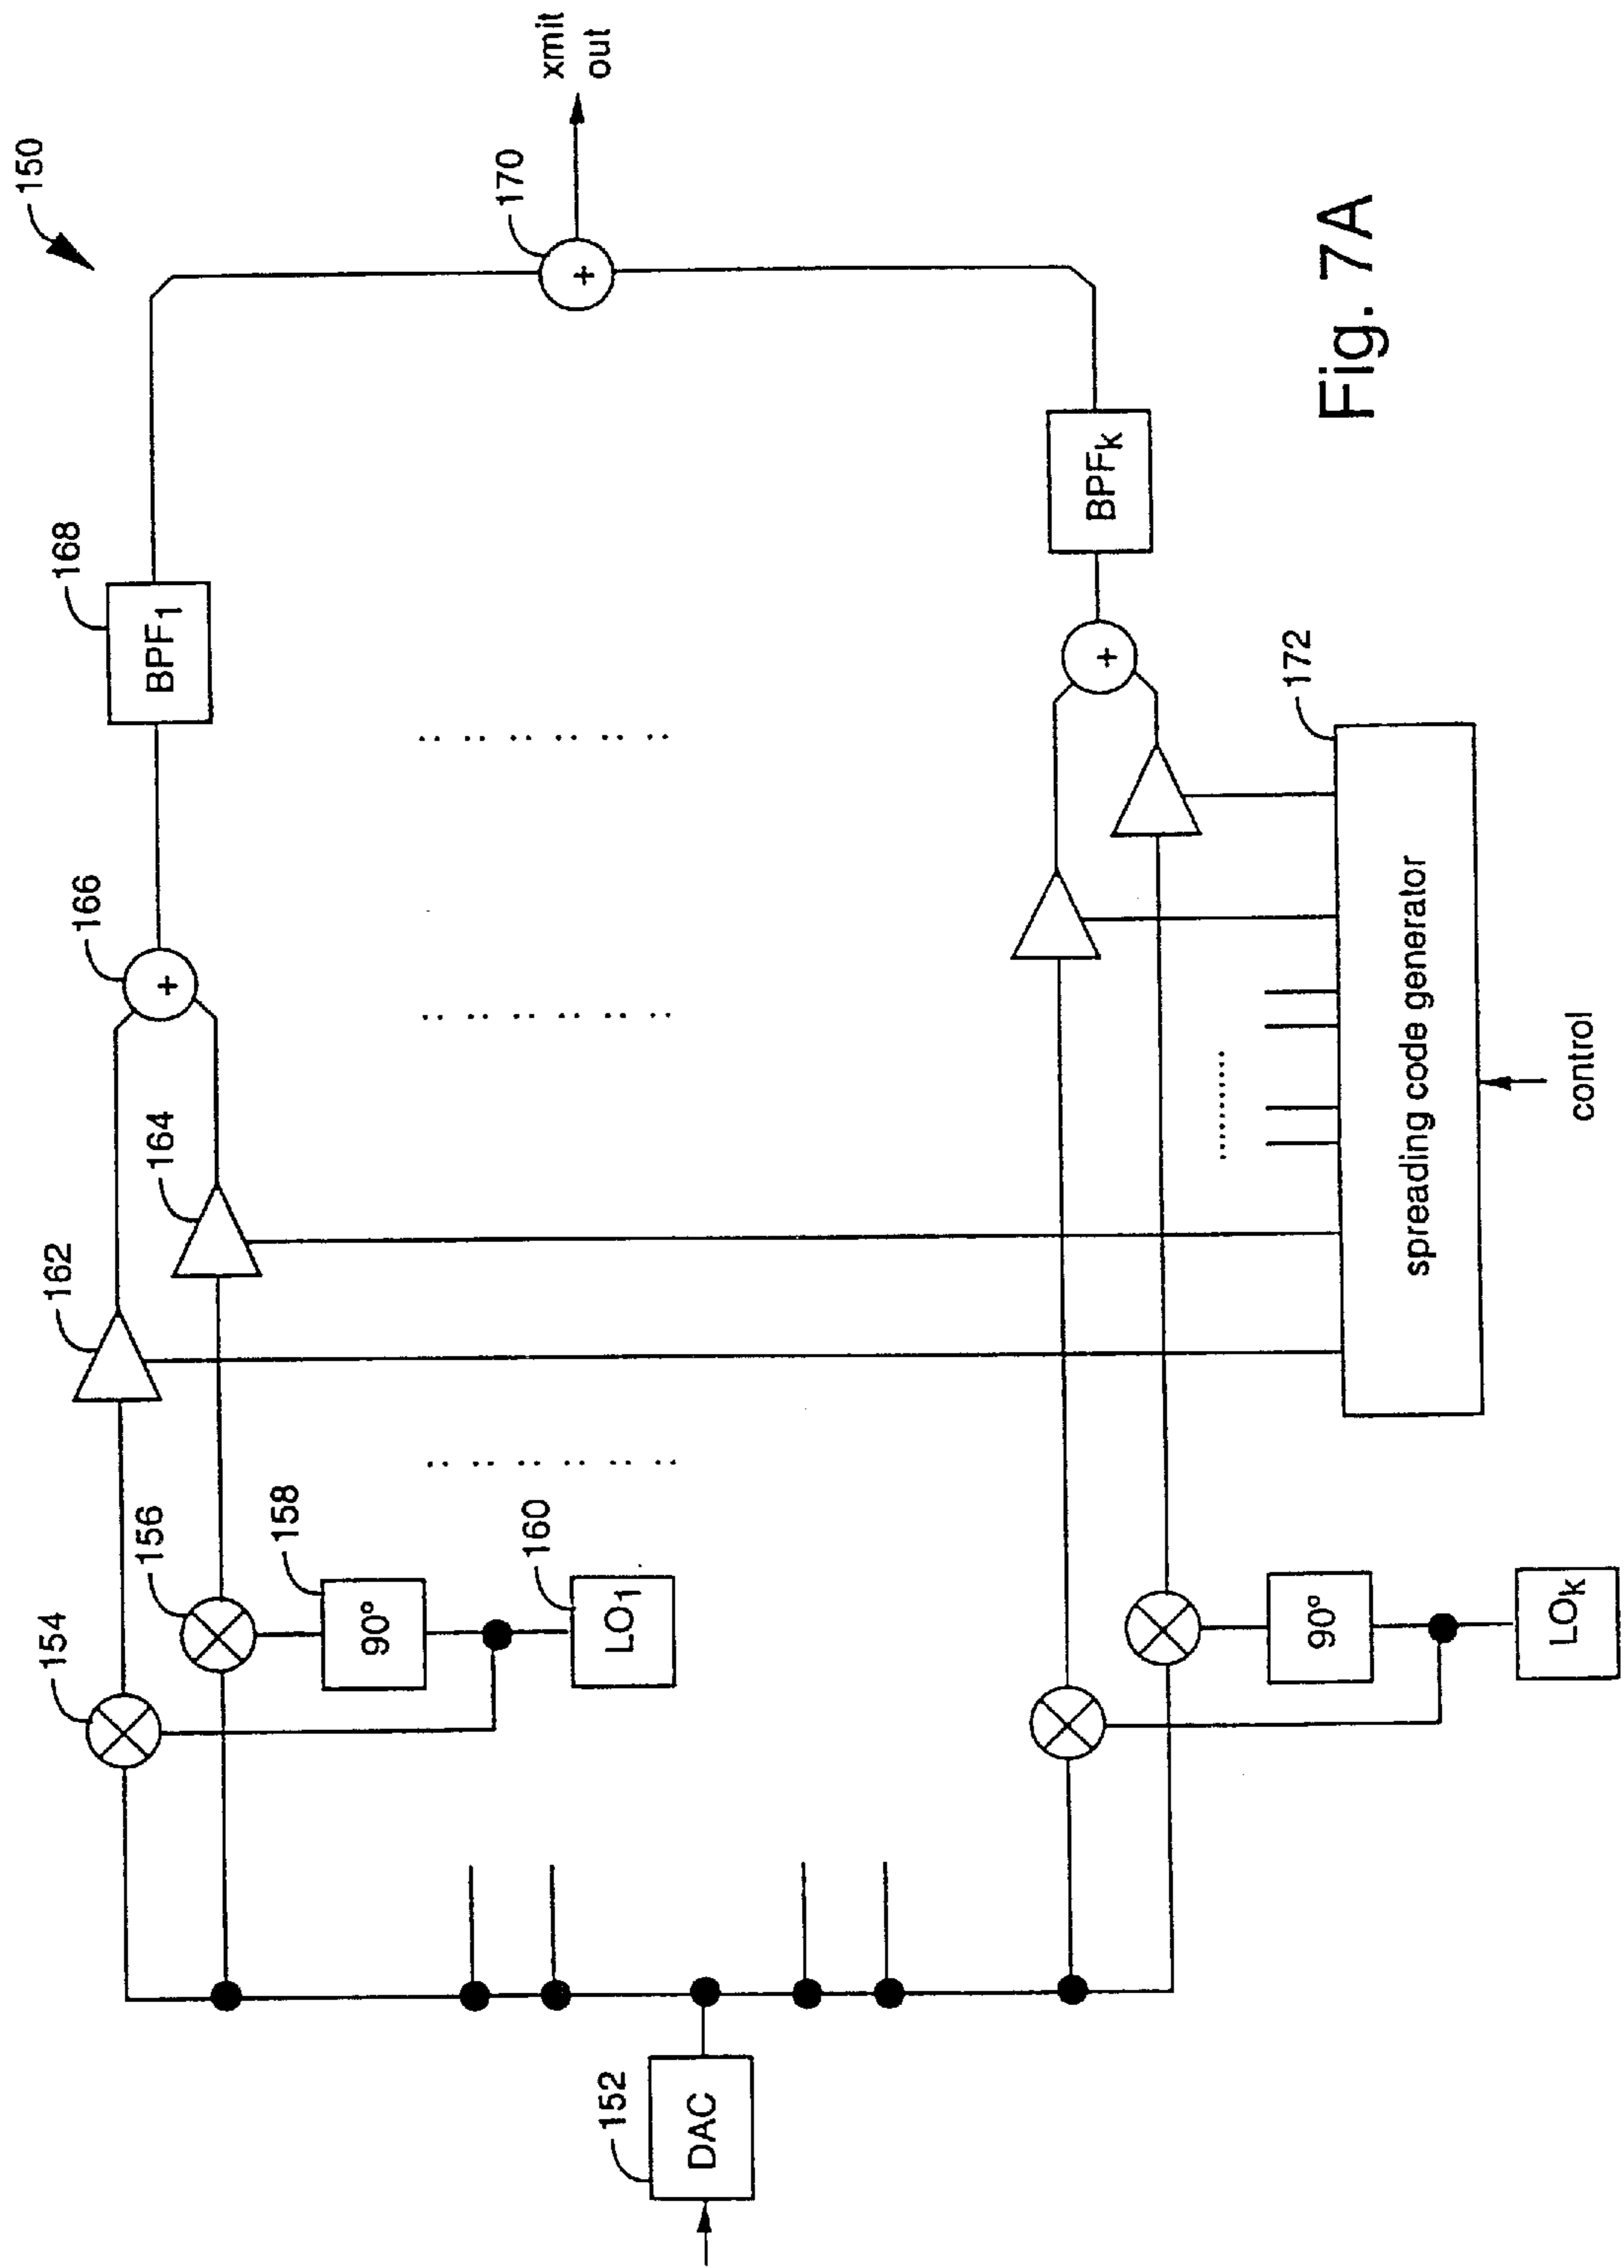 150
xmit
out
170
168
BPF1
166
+
+
162
164
154
156
158
90°
160
LO1
152
DAC
BPFk
+
172
spreading code generator
control
90°
LOk
Fig. 7A